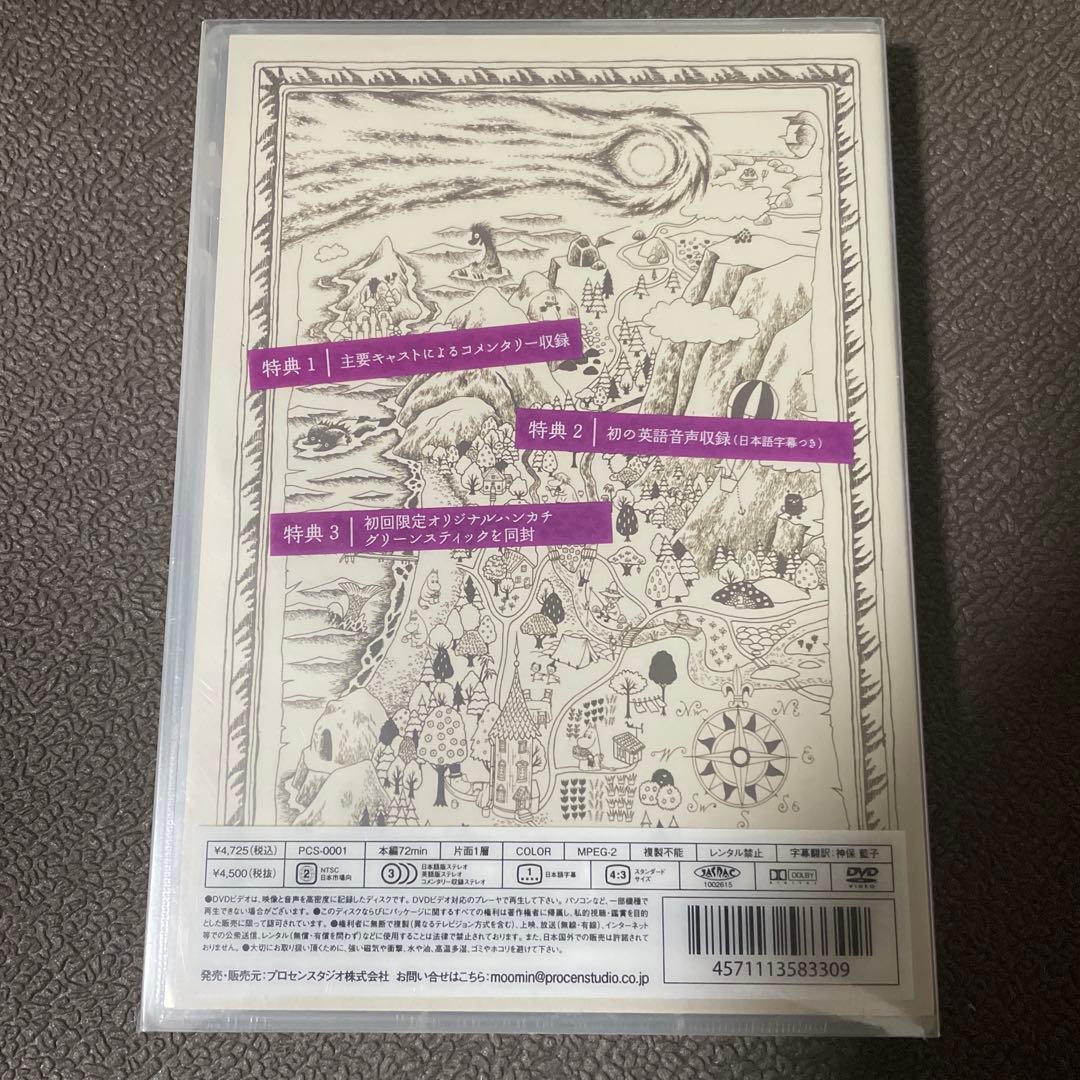 特典1 主要キャストによるコメンタリー収録
特典2 初の英語音声収録(日本語字幕つき)
特典3 初回限定オリジナルハンカチ
グリーンスティックを同封
Nw N NE
W E
Sw S Se
¥4,725(税込) PCS-0001 本編72min 片面1層 COLOR MPEG-2 複製不能 レンタル禁止 字幕翻訳:神保 藍子
¥4,500(税抜) 2 NTSC 日本市場向 3 日本語版ステレオ 英語版ステレオ コメンタリー収録ステレオ 1 日本語字幕 4:3 スタンダードサイズ JASRAC 1002615 DOLBY DIGITAL DVD VIDEO
●DVDビデオは、映像と音声を高密度に記録したディスクです。DVDビデオ対応のプレーヤで再生して下さい。パソコンなど、一部機種で
再生できない場合がございます。●このディスクならびにパッケージに関するすべての権利は著作権者に帰属し、私的視聴・鑑賞を目的
とした販売に限って認可されています。●権利者に無断で複製(異なるテレビジョン方式を含む)、上映、放送(無線・有線)、インターネット
等での公衆送信、レンタル(無償・有償を問わず)などに使用することは法律で禁止されております。また、日本国外での販売は許諾されて
おりません。●大切にお取り扱い頂くために、強い磁気や衝撃、水や油、高温多湿、ゴミやホコリを避けて下さい。
発売・販売元:プロセンスタジオ株式会社 お問い合せはこちら:moomin@procenstudio.co.jp
4571113583309